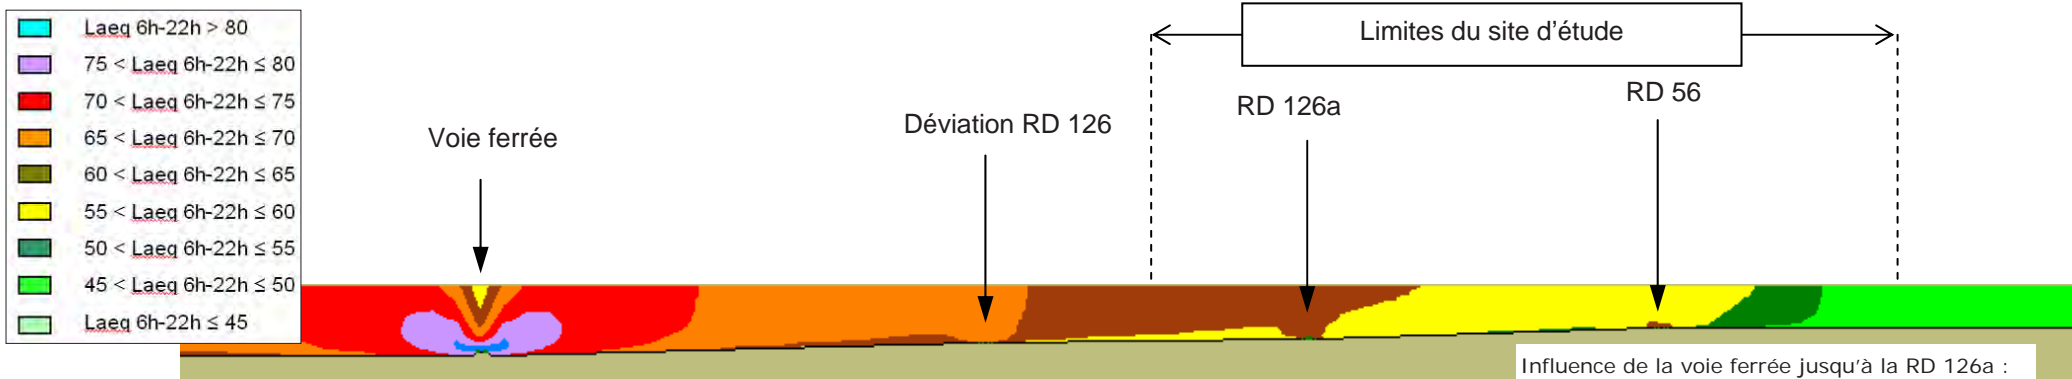 Laeq 6h-22h > 80
75 < Laeq 6h-22h ≤ 80
70 < Laeq 6h-22h ≤ 75
65 < Laeq 6h-22h ≤ 70
60 < Laeq 6h-22h ≤ 65
55 < Laeq 6h-22h ≤ 60
50 < Laeq 6h-22h ≤ 55
45 < Laeq 6h-22h ≤ 50
Laeq 6h-22h ≤ 45
Limites du site d'étude
Voie ferrée
Déviation RD 126
RD 126a
RD 56
Influence de la voie ferrée jusqu'à la RD 126a :